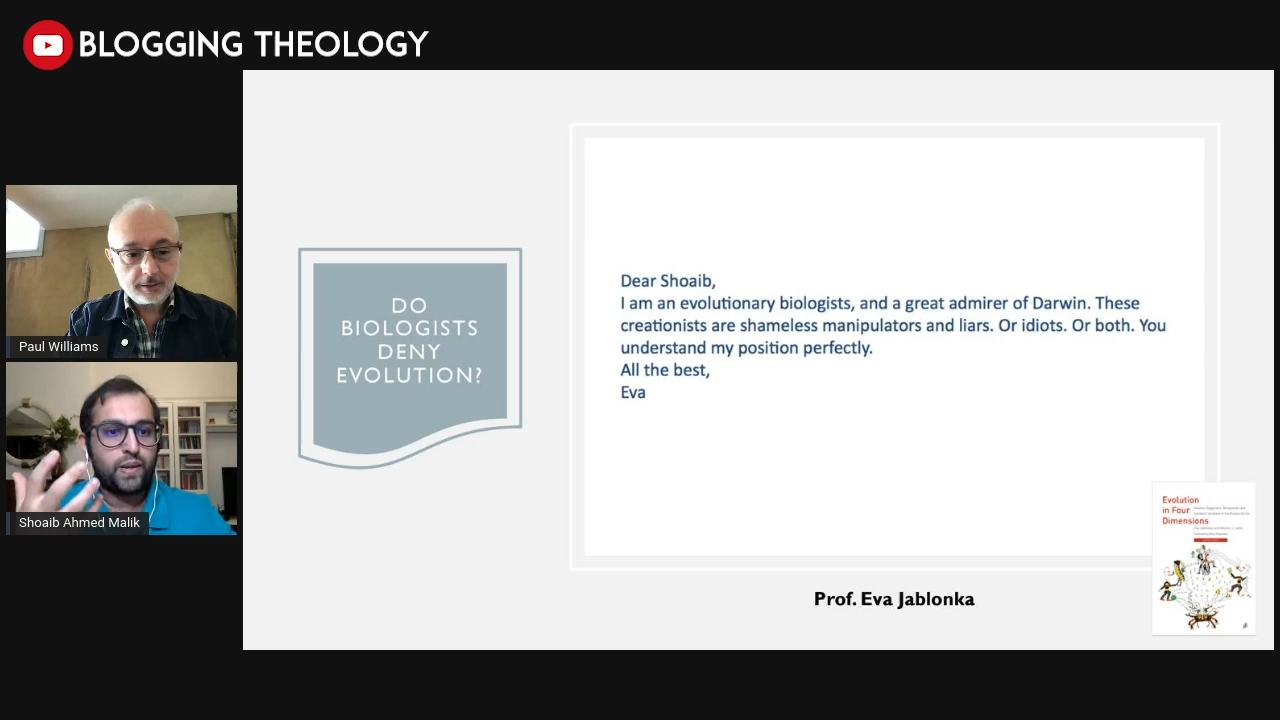 BLOGGING THEOLOGY
Paul Williams
Shoaib Ahmed Malik
DO
BIOLOGISTS
DENY
EVOLUTION?
Dear Shoaib,
I am an evolutionary biologists, and a great admirer of Darwin. These
creationists are shameless manipulators and liars. Or idiots. Or both. You
understand my position perfectly.
All the best,
Eva
Prof. Eva Jablonka
Evolution
in Four
Dimensions